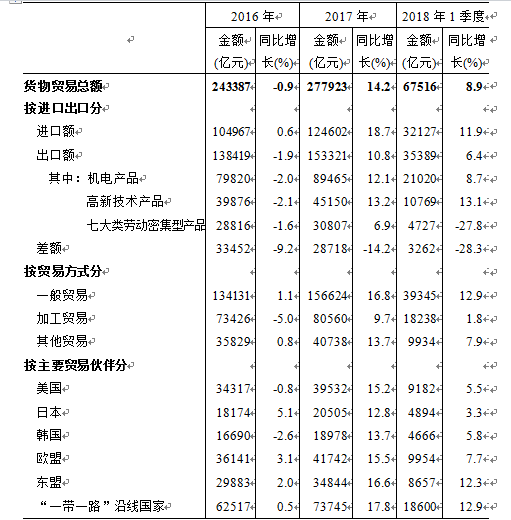 2016 年 2017 年 2018 年 1 季度
金额 同比增 金额 同比增 金额 同比增
(亿元) 长(%) (亿元) 长(%) (亿元) 长(%)
货物贸易总额 243387 -0.9 277923 14.2 67516 8.9
按进口出口分
进口额 104967 0.6 124602 18.7 32127 11.9
出口额 138419 -1.9 153321 10.8 35389 6.4
其中：机电产品 79820 -2.0 89465 12.1 21020 8.7
高新技术产品 39876 -2.1 45150 13.2 10769 13.1
七大类劳动密集型产品 28816 -1.6 30807 6.9 4727 -27.8
差额 33452 -9.2 28718 -14.2 3262 -28.3
按贸易方式分
一般贸易 134131 1.1 156624 16.8 39345 12.9
加工贸易 73426 -5.0 80560 9.7 18238 1.8
其他贸易 35829 0.8 40738 13.7 9934 7.9
按主要贸易伙伴分
美国 34317 -0.8 39532 15.2 9182 5.5
日本 18174 5.1 20505 12.8 4894 3.3
韩国 16690 -2.6 18978 13.7 4666 5.8
欧盟 36141 3.1 41742 15.5 9954 7.7
东盟 29883 2.0 34844 16.6 8657 12.3
“一带一路”沿线国家 62517 0.5 73745 17.8 18600 12.9